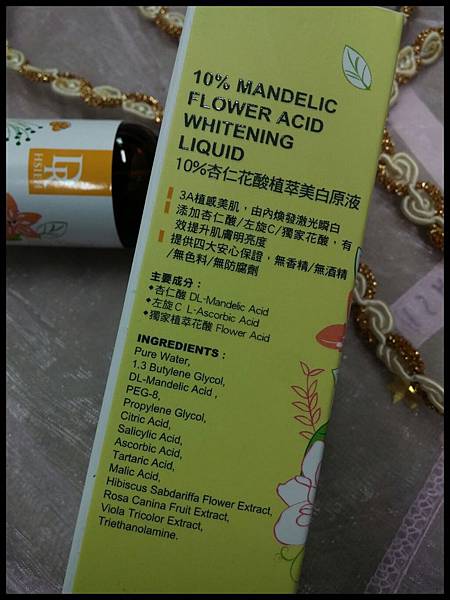 10% MANDELIC
FLOWER ACID
WHITENING
LIQUID
10%杏仁花酸植萃美白原液
3A植感美肌，由內煥發激光瞬白
添加杏仁酸/左旋C/獨家花酸，有
效提升肌膚明亮度
提供四大安心保證，無香精/無酒精
/無色料/無防腐劑
主要成分：
◆杏仁酸 DL-Mandelic Acid
◆左旋C L-Ascorbic Acid
◆獨家植萃花酸 Flower Acid
INGREDIENTS：
Pure Water,
1.3 Butylene Glycol,
DL-Mandelic Acid ,
PEG-8,
Propylene Glycol,
Citric Acid,
Salicylic Acid,
Ascorbic Acid,
Tartaric Acid,
Malic Acid,
Hibiscus Sabdariffa Flower Extract,
Rosa Canina Fruit Extract,
Viola Tricolor Extract,
Triethanolamine.
DR
HSIEH